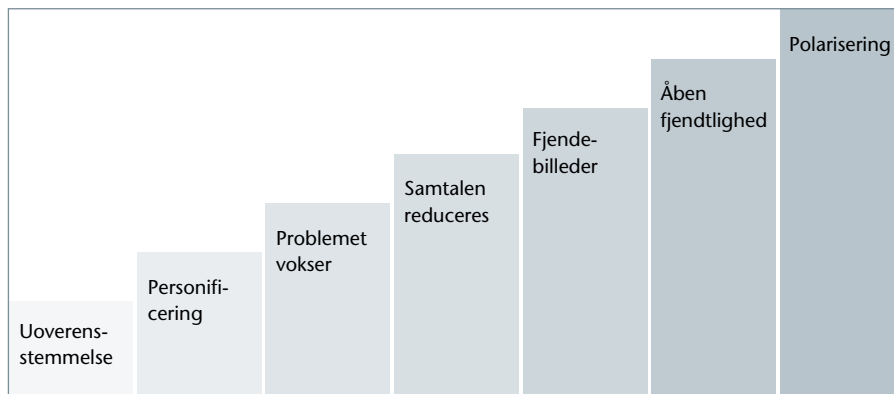 Uoverens-
stemmelse
Personifi-
cering
Problemet
vokser
Samtalen
reduceres
Fjende-
billeder
Åben
fjendtlighed
Polarisering